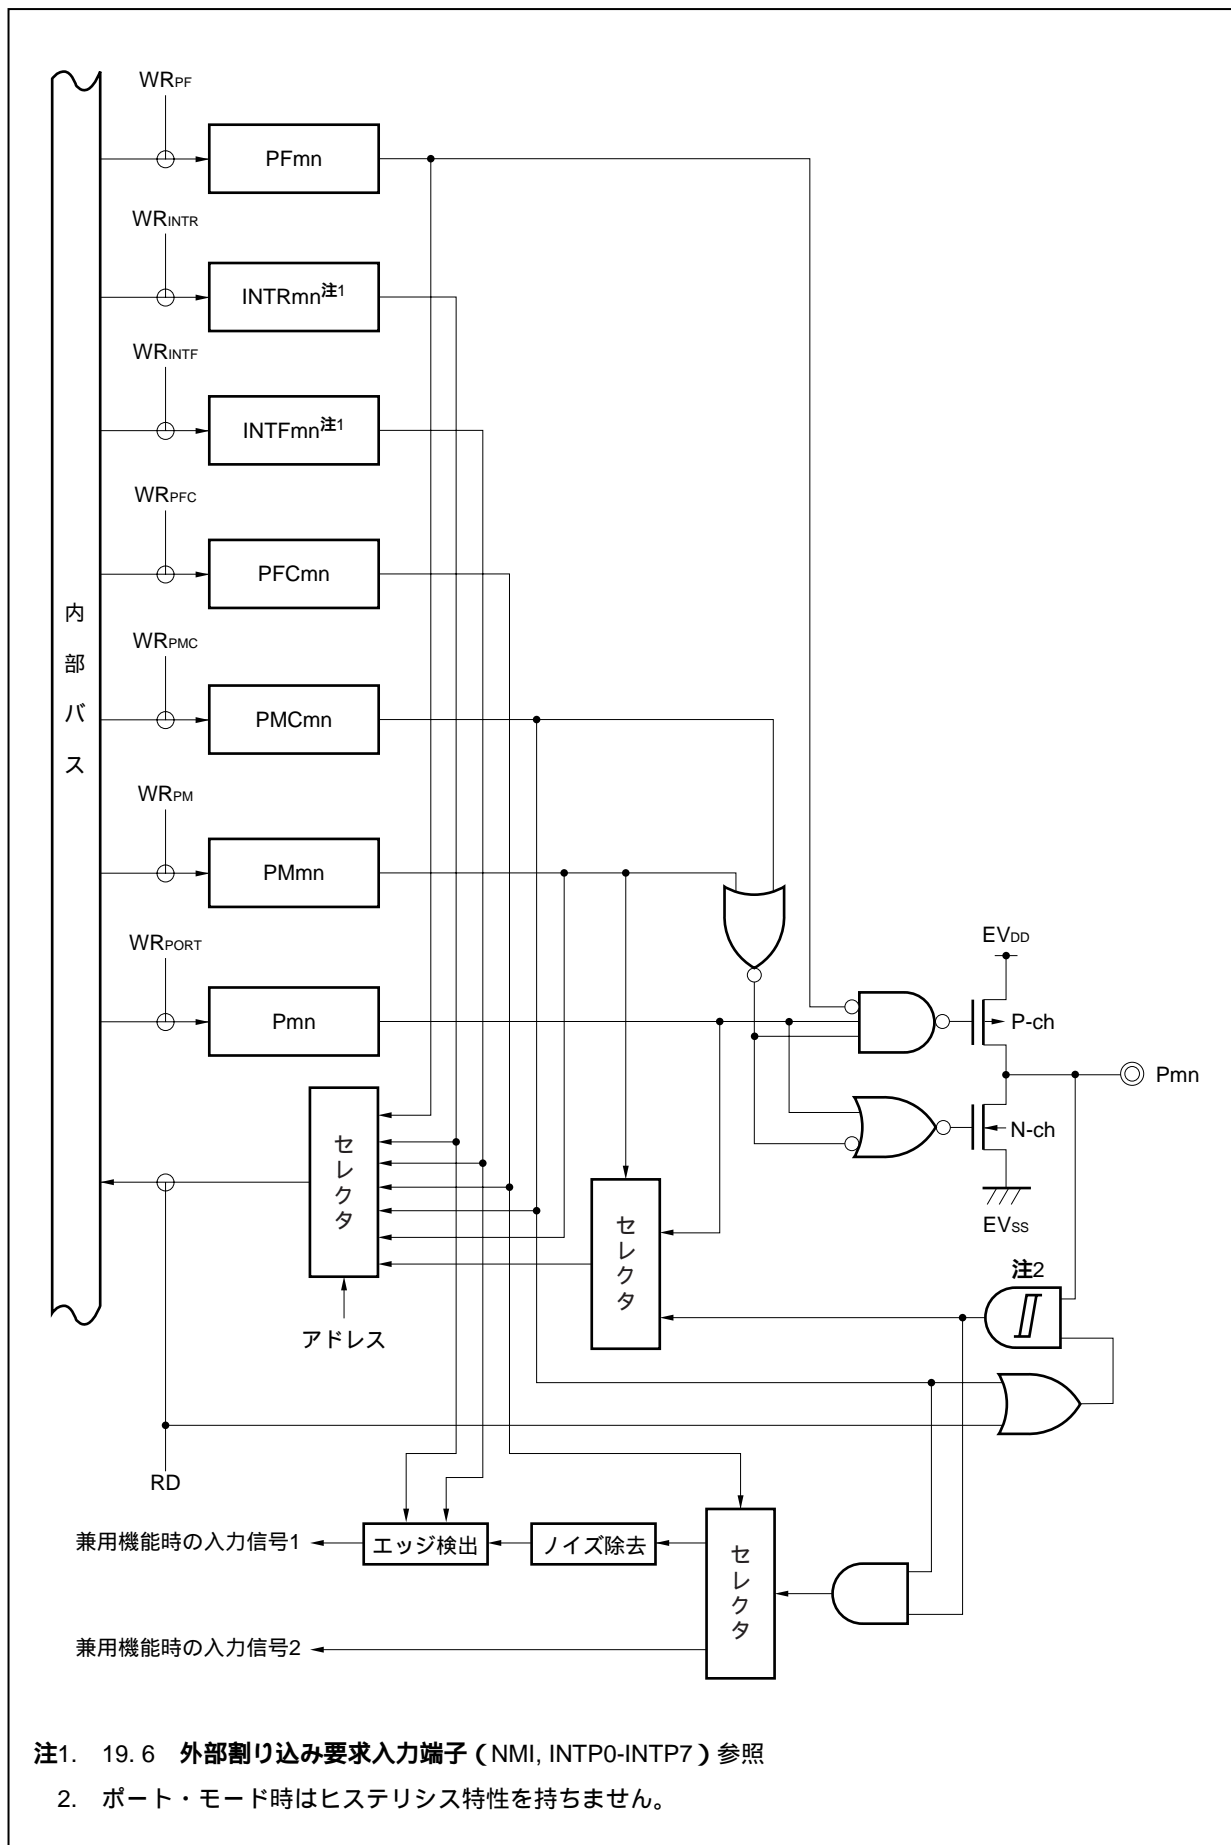 WRPF
PFmn
WRINTR
INTRmn注1
WRINTF
INTFmn注1
WRPFC
PFCmn
内部バス
WRPMC
PMCmn
WRPM
PMmn
WRPORT
Pmn
EVDD
P-ch
Pmn
N-ch
EVSS
セレクタ
セレクタ
注2
アドレス
RD
兼用機能時の入力信号1
エッジ検出
ノイズ除去
セレクタ
兼用機能時の入力信号2
注1. 19. 6 外部割り込み要求入力端子（NMI, INTP0-INTP7）参照
2. ポート・モード時はヒステリシス特性を持ちません。